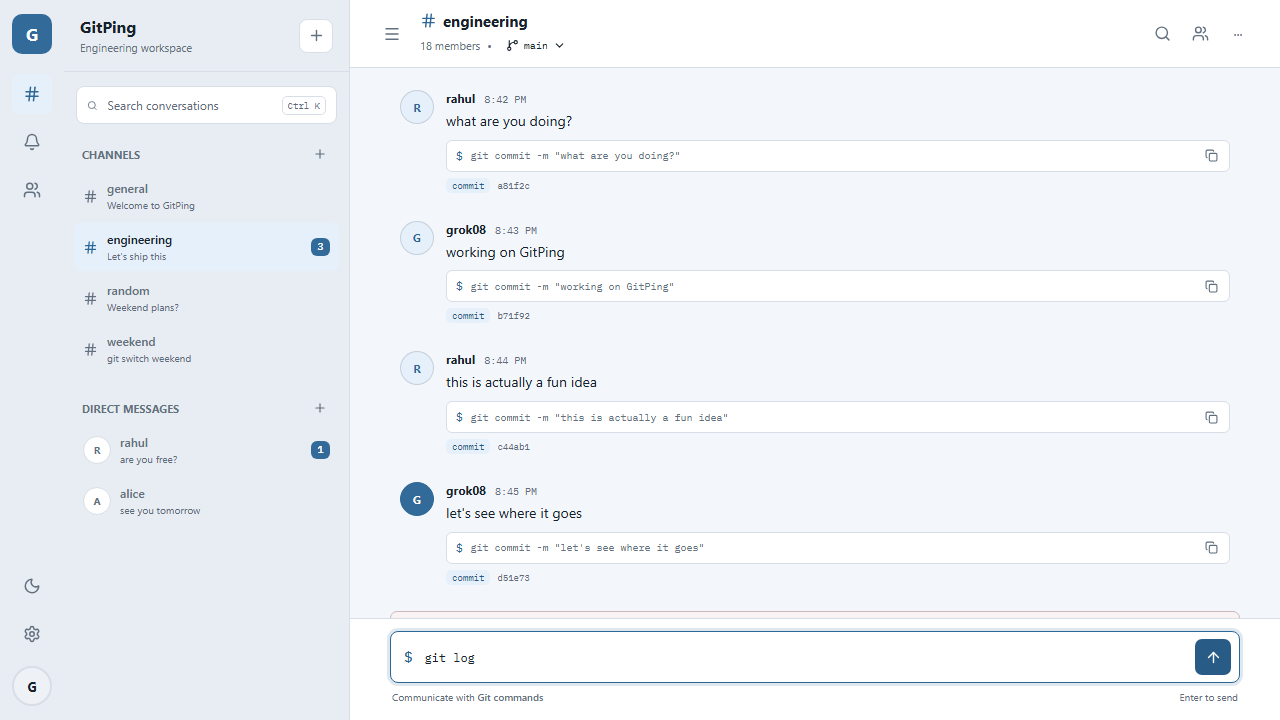 G
GitPing
Engineering workspace
Search conversations
Ctrl K
CHANNELS
general
Welcome to GitPing
engineering
Let's ship this
3
random
Weekend plans?
weekend
git switch weekend
DIRECT MESSAGES
R
rahul
are you free?
1
A
alice
see you tomorrow
G
# engineering
18 members • main
R
rahul 8:42 PM
what are you doing?
$ git commit -m "what are you doing?"
commit a81f2c
G
grok08 8:43 PM
working on GitPing
$ git commit -m "working on GitPing"
commit b71f92
R
rahul 8:44 PM
this is actually a fun idea
$ git commit -m "this is actually a fun idea"
commit c44ab1
G
grok08 8:45 PM
let's see where it goes
$ git commit -m "let's see where it goes"
commit d51e73
$ git log
Communicate with Git commands
Enter to send